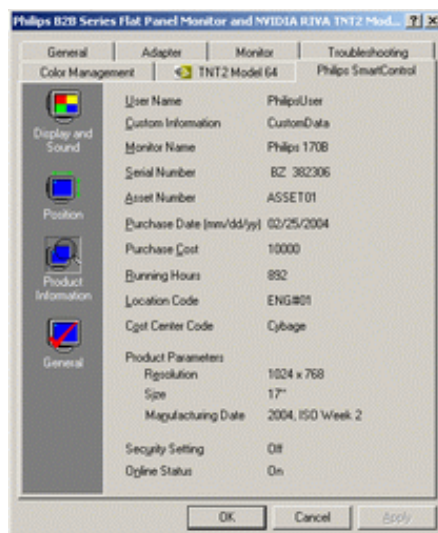 Philips B2B Series Flat Panel Monitor and NVIDIA RIVA TNT2 Mod...
General Adapter Monitor Troubleshooting
Color Management TNT2 Model 64 Philips SmartControl
Display and Sound
Position
Product Information
General
User Name PhilipsUser
Custom Information CustomData
Monitor Name Philips 170B
Serial Number BZ 382306
Asset Number ASSET01
Purchase Date (mm/dd/yy) 02/25/2004
Purchase Cost 10000
Running Hours 892
Location Code ENG#01
Cost Center Code Cybage
Product Parameters
Resolution 1024 x 768
Size 17"
Manufacturing Date 2004, ISO Week 2
Security Setting Off
Online Status On
OK Cancel Apply